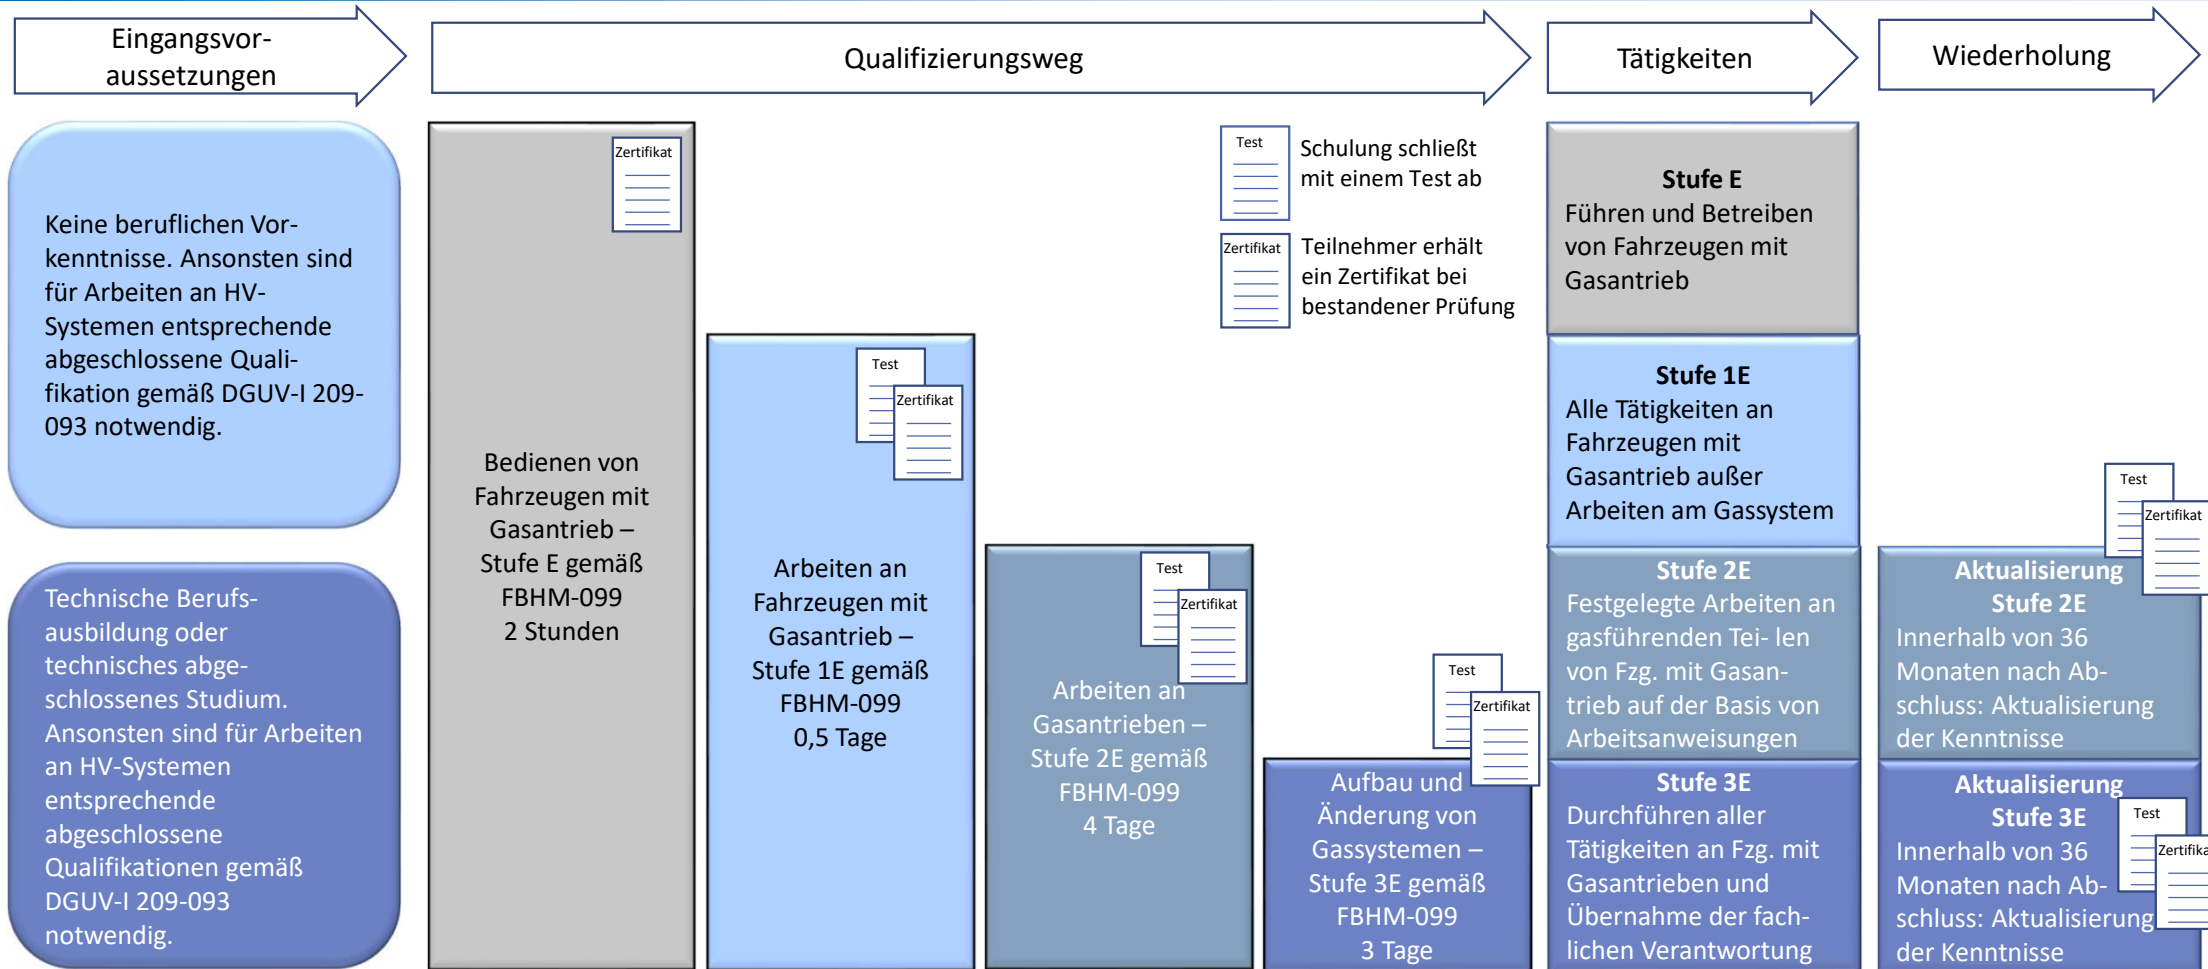 Eingangsvor-
aussetzungen
Qualifizierungsweg
Tätigkeiten
Wiederholung
Keine beruflichen Vor-
kenntnisse. Ansonsten sind
für Arbeiten an HV-
Systemen entsprechende
abgeschlossene Quali-
fikation gemäß DGUV-I 209-
093 notwendig.
Technische Berufs-
ausbildung oder
technisches abge-
schlossenes Studium.
Ansonsten sind für Arbeiten
an HV-Systemen
entsprechende
abgeschlossene
Qualifikationen gemäß
DGUV-I 209-093
notwendig.
Zertifikat
Bedienen von
Fahrzeugen mit
Gasantrieb –
Stufe E gemäß
FBHM-099
2 Stunden
Test
Zertifikat
Arbeiten an
Fahrzeugen mit
Gasantrieb –
Stufe 1E gemäß
FBHM-099
0,5 Tage
Test
Zertifikat
Arbeiten an
Gasantrieben –
Stufe 2E gemäß
FBHM-099
4 Tage
Test
Zertifikat
Aufbau und
Änderung von
Gassystemen –
Stufe 3E gemäß
FBHM-099
3 Tage
Test
Schulung schließt
mit einem Test ab
Zertifikat
Teilnehmer erhält
ein Zertifikat bei
bestandener Prüfung
Stufe E
Führen und Betreiben
von Fahrzeugen mit
Gasantrieb
Stufe 1E
Alle Tätigkeiten an
Fahrzeugen mit
Gasantrieb außer
Arbeiten am Gassystem
Stufe 2E
Festgelegte Arbeiten an
gasführenden Tei- len
von Fzg. mit Gasan-
trieb auf der Basis von
Arbeitsanweisungen
Stufe 3E
Durchführen aller
Tätigkeiten an Fzg. mit
Gasantrieben und
Übernahme der fach-
lichen Verantwortung
Test
Zertifikat
Aktualisierung
Stufe 2E
Innerhalb von 36
Monaten nach Ab-
schluss: Aktualisierung
der Kenntnisse
Aktualisierung
Stufe 3E
Innerhalb von 36
Monaten nach Ab-
schluss: Aktualisierung
der Kenntnisse
Test
Zertifika